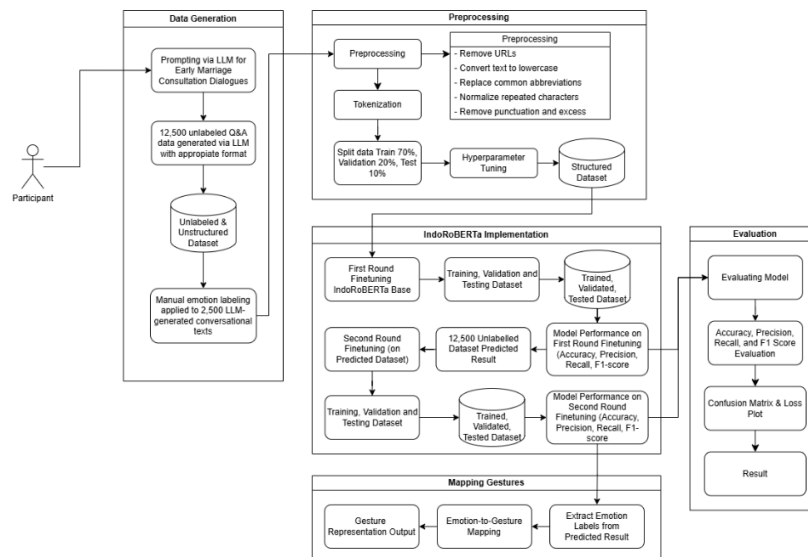 Data Generation
Prompting via LLM for
Early Marriage
Consultation Dialogues
12,500 unlabeled Q&A
data generated via LLM
with appropiate format
Unlabeled &
Unstructured
Dataset
Manual emotion labeling
applied to 2,500 LLM-
generated conversational
texts
Participant
Preprocessing
Preprocessing
Tokenization
Split data Train 70%,
Validation 20%, Test
10%
Preprocessing
- Remove URLs
- Convert text to lowercase
- Replace common abbreviations
- Normalize repeated characters
- Remove punctuation and excess
Hyperparameter
Tuning
Structured
Dataset
IndoRoBERTa Implementation
First Round
Finetuning
IndoRoBERTa Base
Training, Validation and
Testing Dataset
Trained,
Validated,
Tested Dataset
Model Performance on
First Round Finetuning
(Accuracy, Precision,
Recall, F1-score
12,500 Unlabelled
Dataset Predicted
Result
Second Round
Finetuning (on
Predicted Dataset)
Training, Validation and
Testing Dataset
Trained,
Validated,
Tested Dataset
Model Performance on
Second Round
Finetuning (Accuracy,
Precision, Recall, F1-
score
Evaluation
Evaluating Model
Accuracy, Precision,
Recall, and F1 Score
Evaluation
Confusion Matrix & Loss
Plot
Result
Mapping Gestures
Extract Emotion
Labels from
Predicted Result
Emotion-to-Gesture
Mapping
Gesture
Representation Output